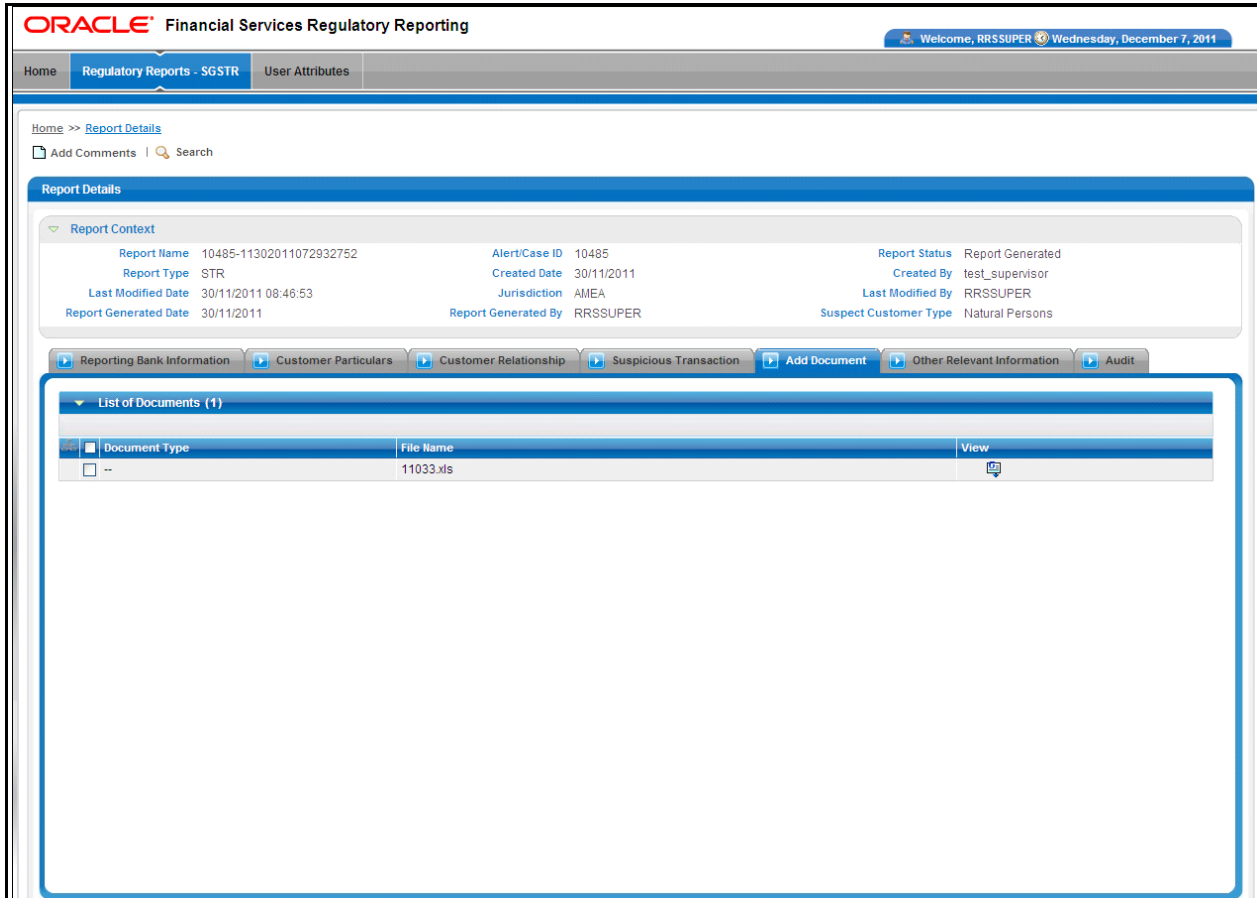 ORACLE® Financial Services Regulatory Reporting
Welcome, RRSSUPER Wednesday, December 7, 2011
Home Regulatory Reports - SGSTR User Attributes
Home >> Report Details
Add Comments | Search
Report Details
Report Context
Report Name 10485-11302011072932752 Alert/Case ID 10485 Report Status Report Generated
Report Type STR Created Date 30/11/2011 Created By test_supervisor
Last Modified Date 30/11/2011 08:46:53 Jurisdiction AMEA Last Modified By RRSSUPER
Report Generated Date 30/11/2011 Report Generated By RRSSUPER Suspect Customer Type Natural Persons
Reporting Bank Information Customer Particulars Customer Relationship Suspicious Transaction Add Document Other Relevant Information Audit
List of Documents (1)
Document Type File Name View
-- 11033.xls